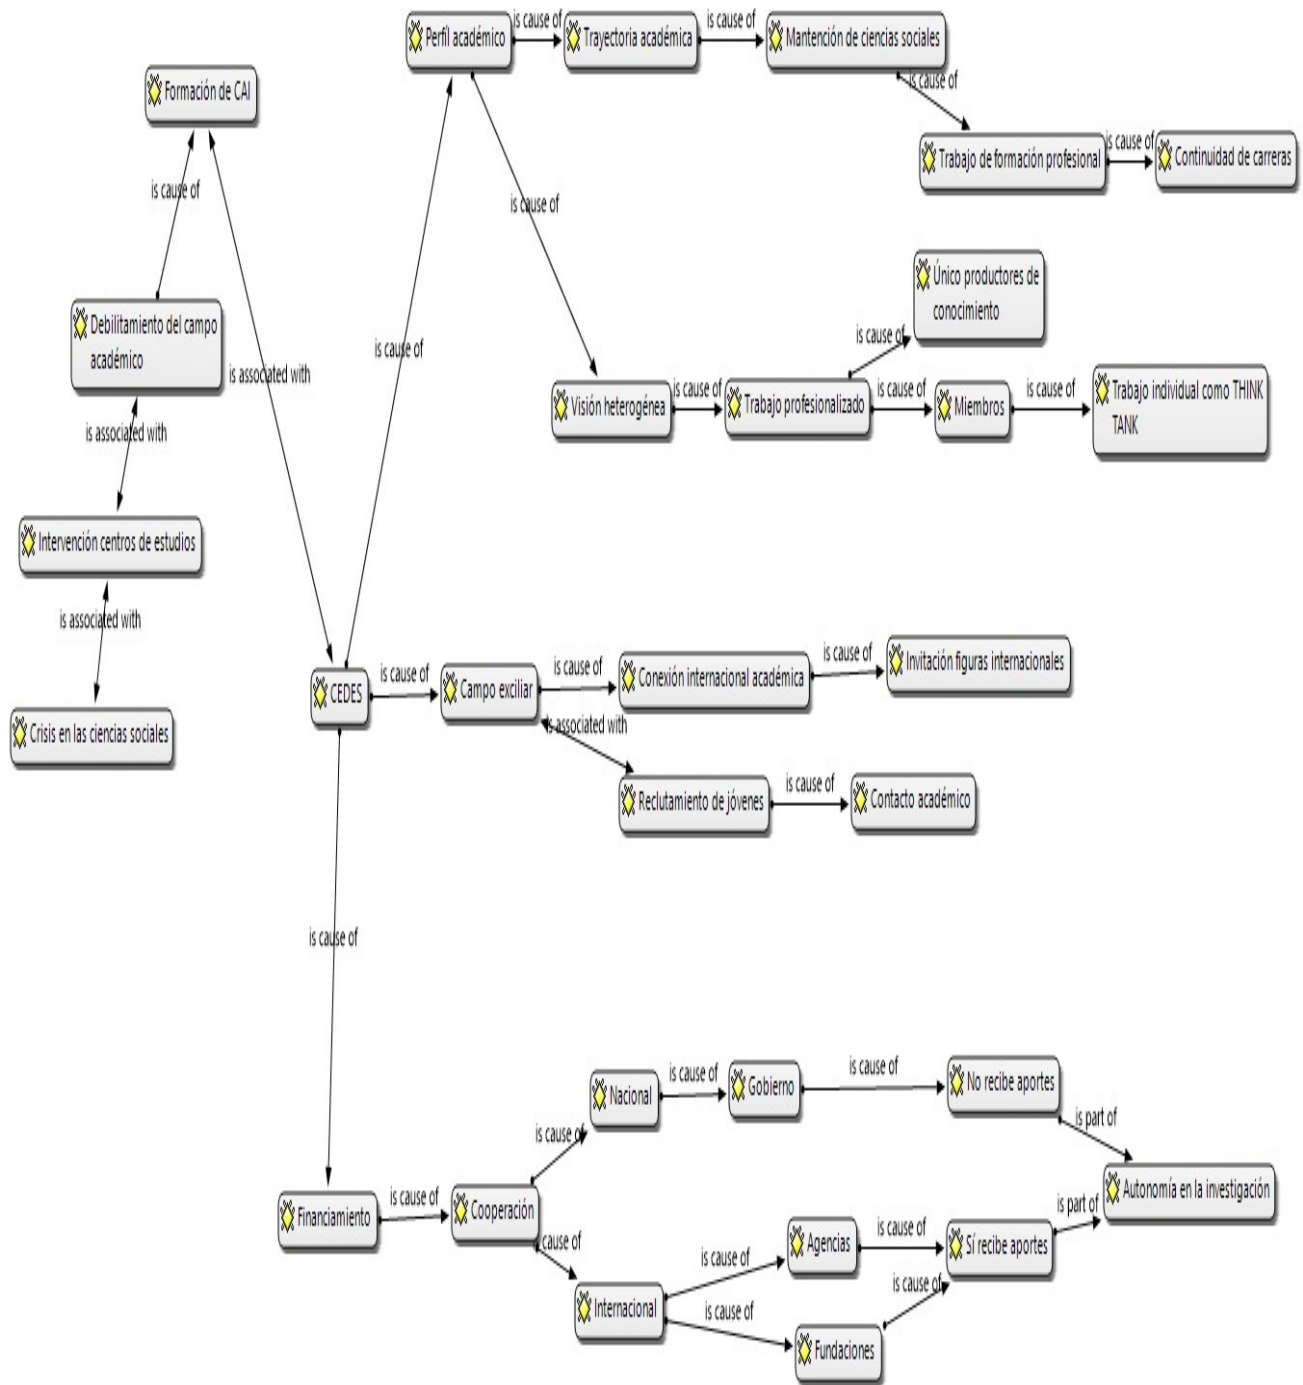 is cause of
is cause of
Perfil académico
Trayectoria académica
Mantención de ciencias sociales
is cause of
Formación de CAI
is cause of
Trabajo de formación profesional
Continuidad de carreras
is cause of
is cause of
Único productores de
conocimiento
is cause of
Debilitamiento del campo
académico
is cause of
is associated with
is cause of
is cause of
is cause of
Visión heterogénea
Trabajo profesionalizado
Miembros
Trabajo individual como THINK
TANK
is associated with
Intervención centros de estudios
is associated with
is cause of
is cause of
is cause of
CEDES
Campo exciliar
Conexión internacional académica
Invitación figuras internacionales
is associated with
Crisis en las ciencias sociales
is cause of
Reclutamiento de jóvenes
Contacto académico
is cause of
is cause of
is cause of
Nacional
Gobierno
No recibe aportes
is cause of
is part of
is cause of
Financiamiento
Cooperación
Autonomía en la investigación
is part of
cause of
is cause of
is cause of
Agencias
Sí recibe aportes
is cause of
Internacional
is cause of
Fundaciones